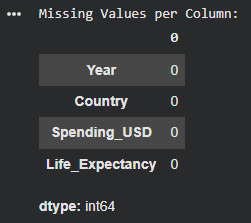 ••• Missing Values per Column:
0
Year 0
Country 0
Spending_USD 0
Life_Expectancy 0
dtype: int64